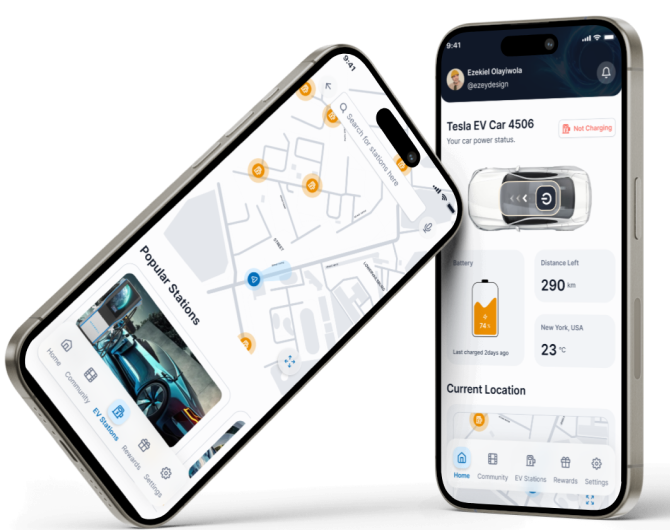 9:41
Search for stations here
STREET
Popular Stations
Home
Community
EV Stations
Rewards
Settings
9:41
Ezekiel Olayiwola
@ezeydesign
Tesla EV Car 4506
Your car power status.
Not Charging
Battery
74%
Last charged 2days ago
Distance Left
290 km
New York, USA
23 °C
Current Location
Home
Community
EV Stations
Rewards
Settings